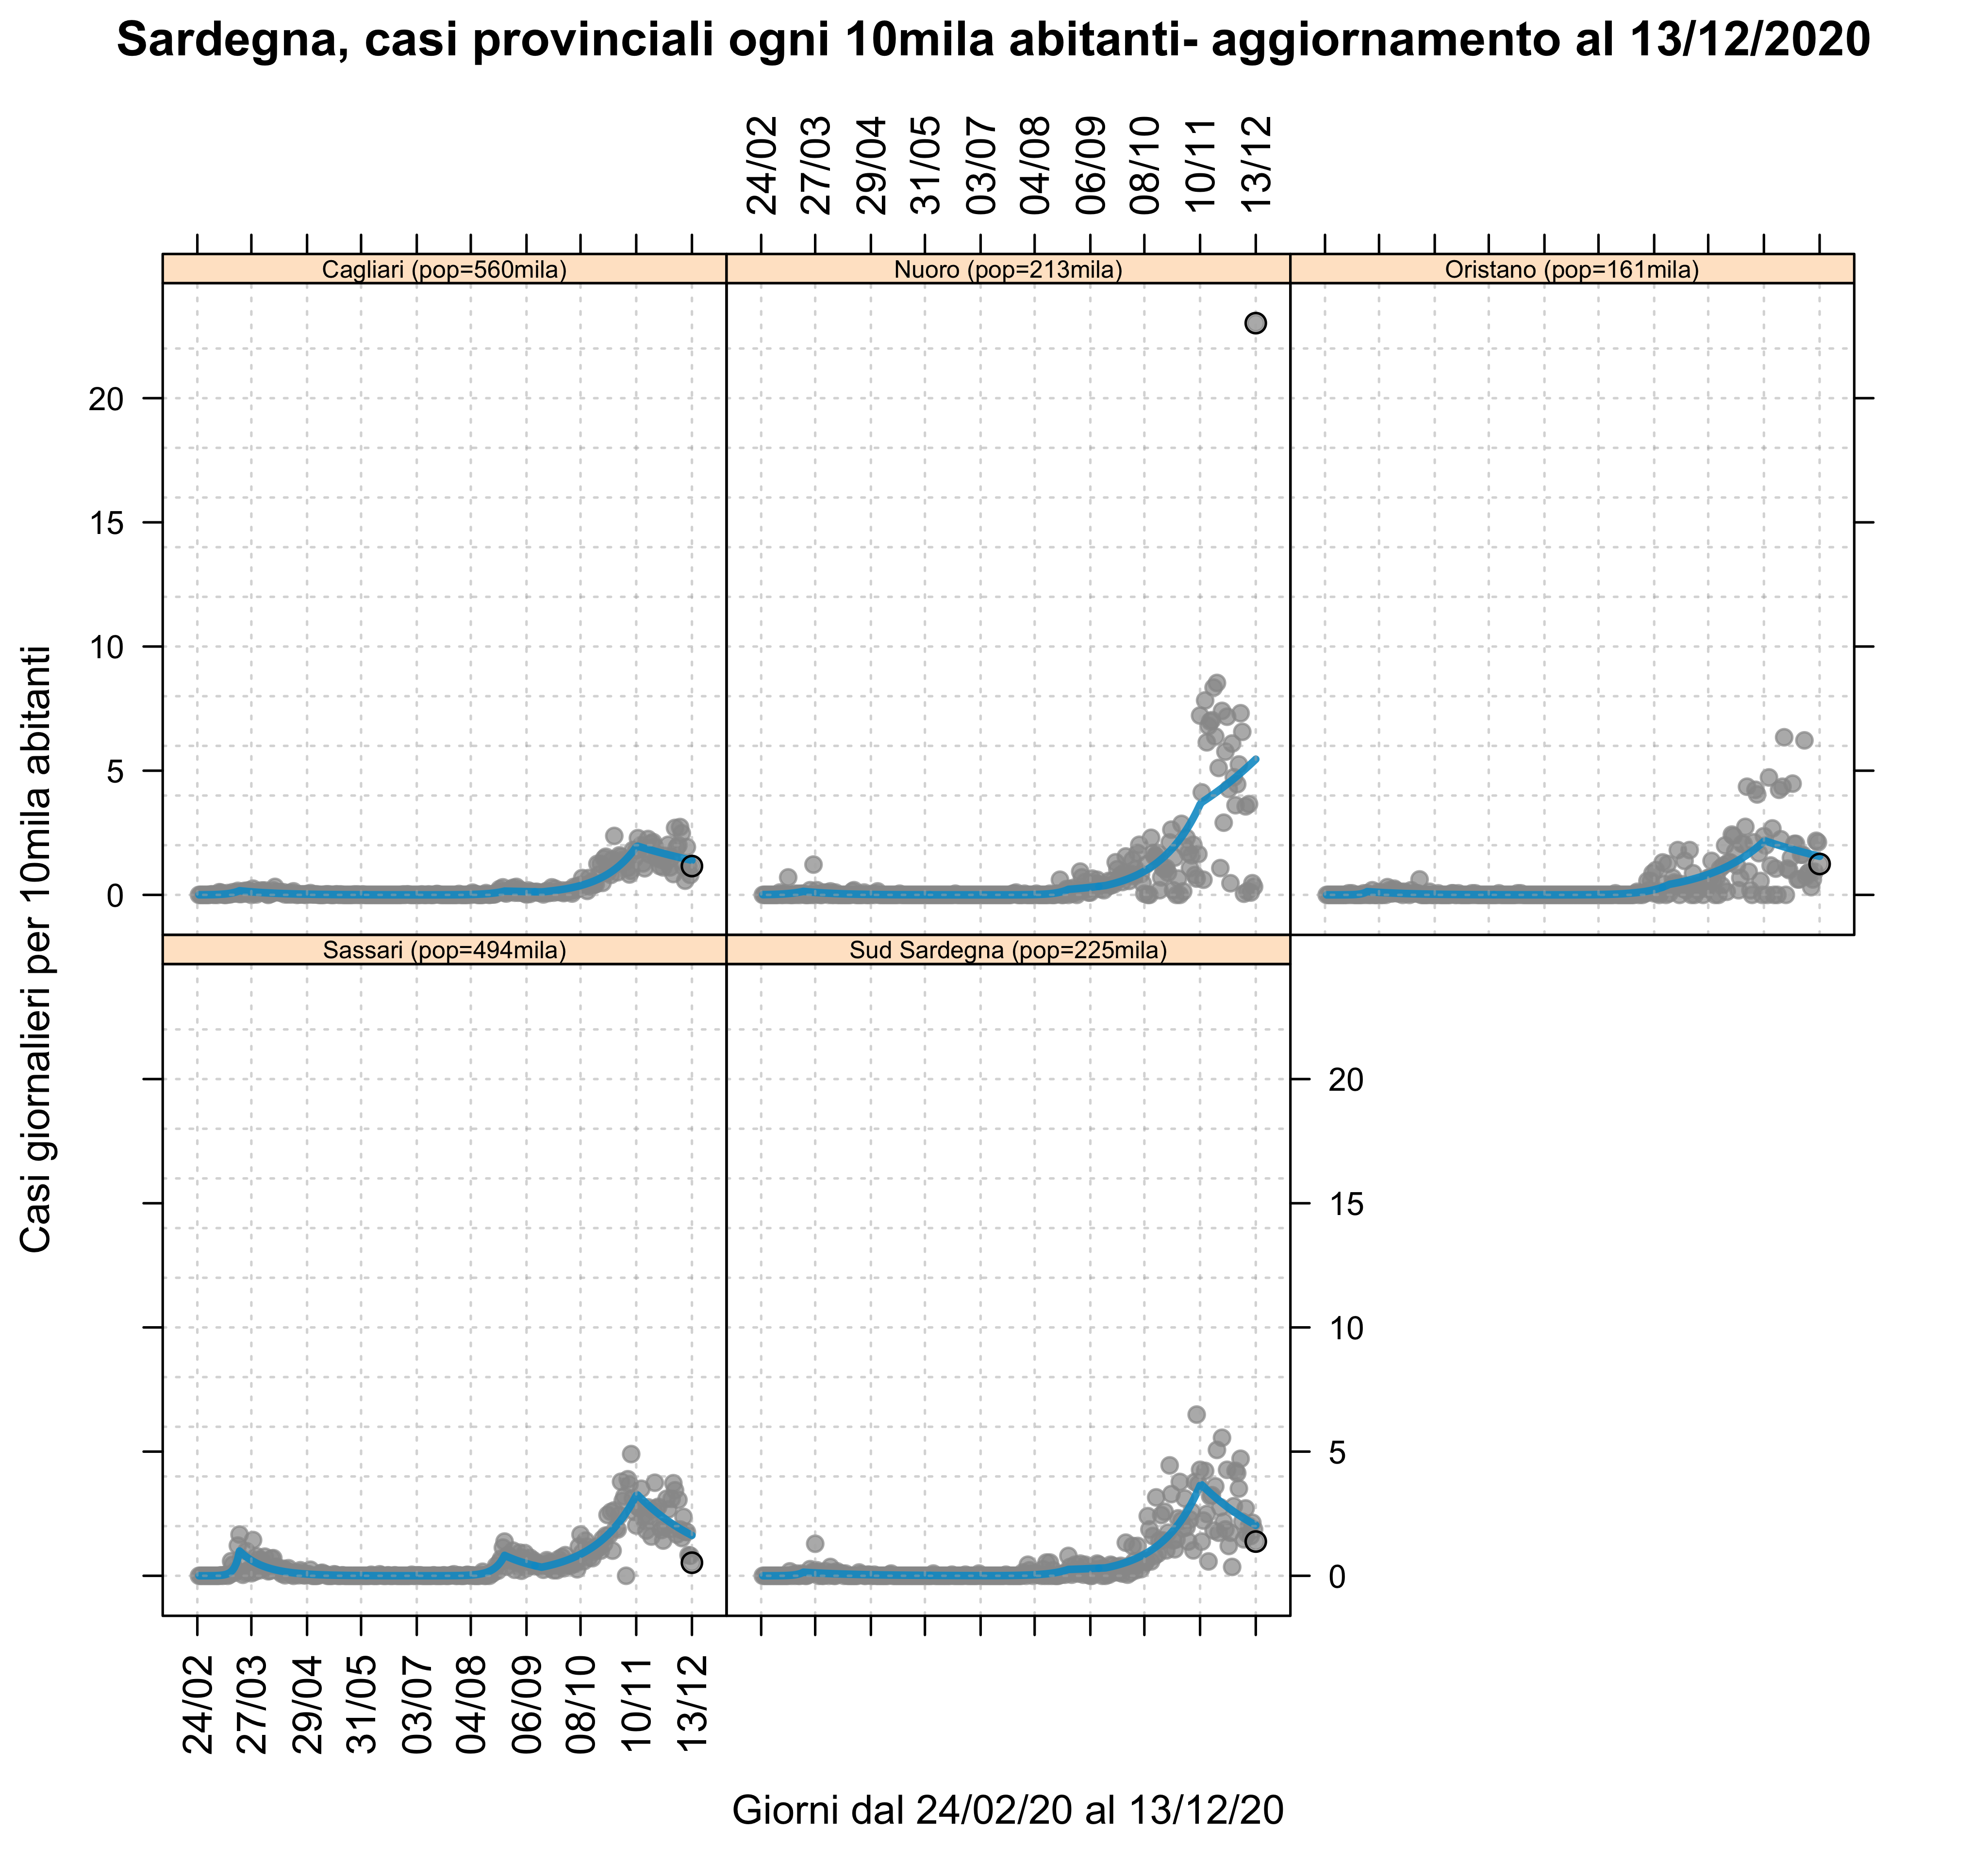 Sardegna, casi provinciali ogni 10mila abitanti- aggiornamento al 13/12/2020
24/02 27/03 29/04 31/05 03/07 04/08 06/09 08/10 10/11 13/12
Cagliari (pop=560mila) Nuoro (pop=213mila) Oristano (pop=161mila)
20
15
10
5
0
Casi giornalieri per 10mila abitanti
Sassari (pop=494mila) Sud Sardegna (pop=225mila)
20
15
10
5
0
24/02 27/03 29/04 31/05 03/07 04/08 06/09 08/10 10/11 13/12
Giorni dal 24/02/20 al 13/12/20